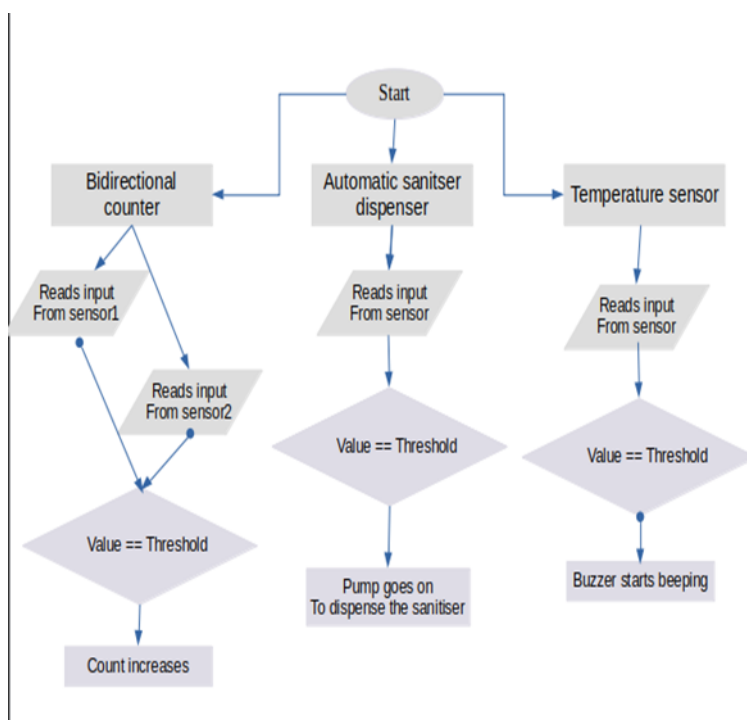 Start
Bidirectional
counter
Automatic sanitser
dispenser
Temperature sensor
Reads input
From sensor1
Reads input
From sensor2
Reads input
From sensor
Reads input
From sensor
Value == Threshold
Value == Threshold
Value == Threshold
Count increases
Pump goes on
To dispense the sanitiser
Buzzer starts beeping